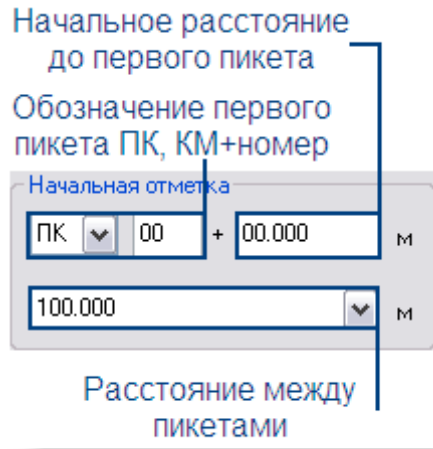 Начальное расстояние
до первого пикета
Обозначение первого
пикета ПК, КМ+номер
Начальная отметка
ПК 00 + 00.000 м
100.000 м
Расстояние между
пикетами